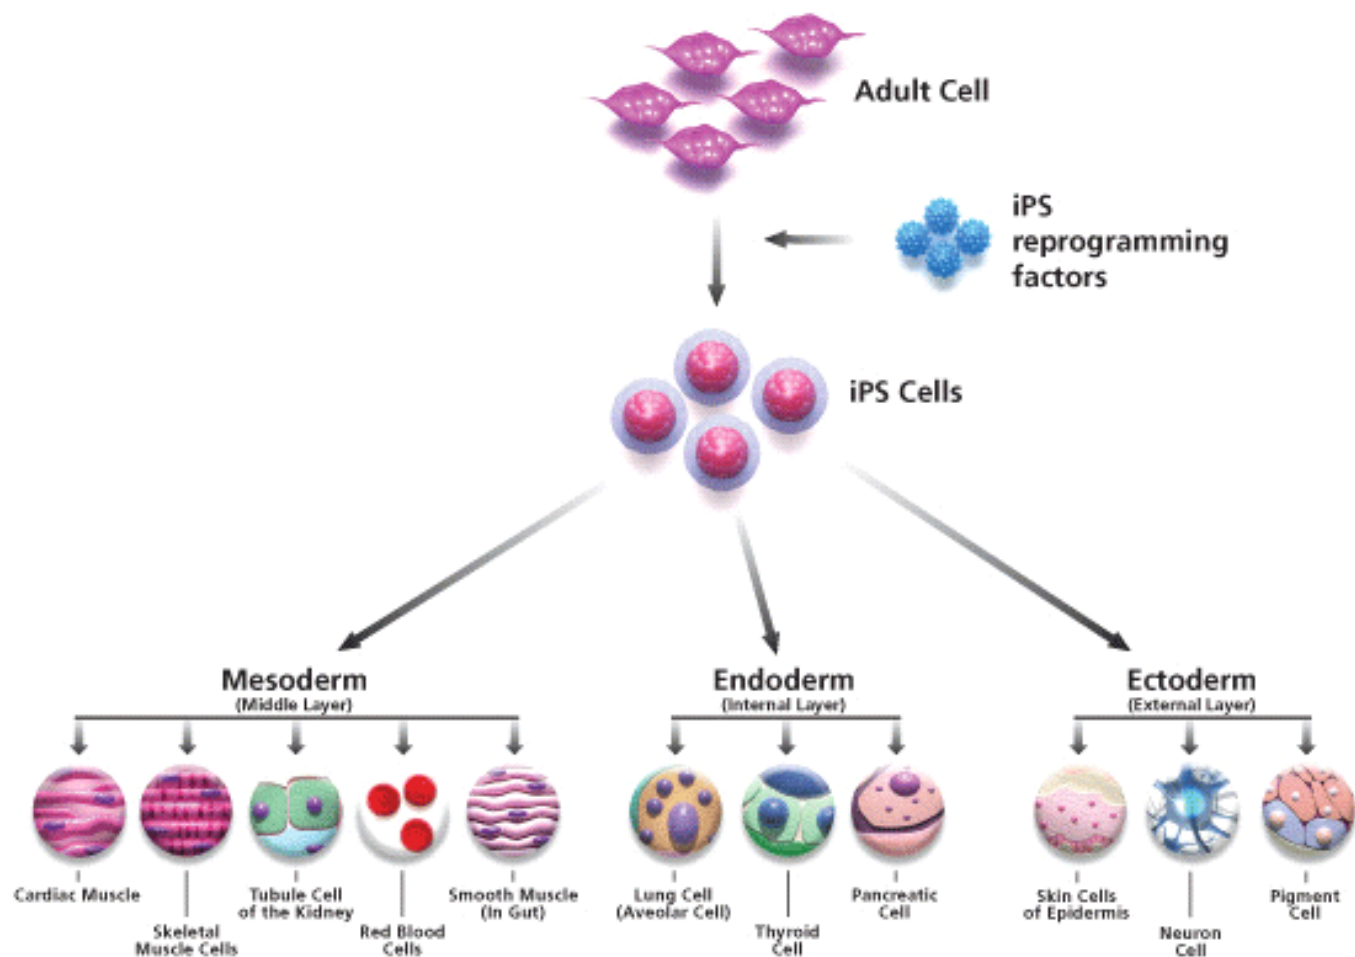 Adult Cell
iPS
reprogramming
factors
iPS Cells
Mesoderm
(Middle Layer)
Endoderm
(Internal Layer)
Ectoderm
(External Layer)
Cardiac Muscle
Skeletal
Muscle Cells
Tubule Cell
of the Kidney
Red Blood
Cells
Smooth Muscle
(In Gut)
Lung Cell
(Aveolar Cell)
Thyroid
Cell
Pancreatic
Cell
Skin Cells
of Epidermis
Neuron
Cell
Pigment
Cell